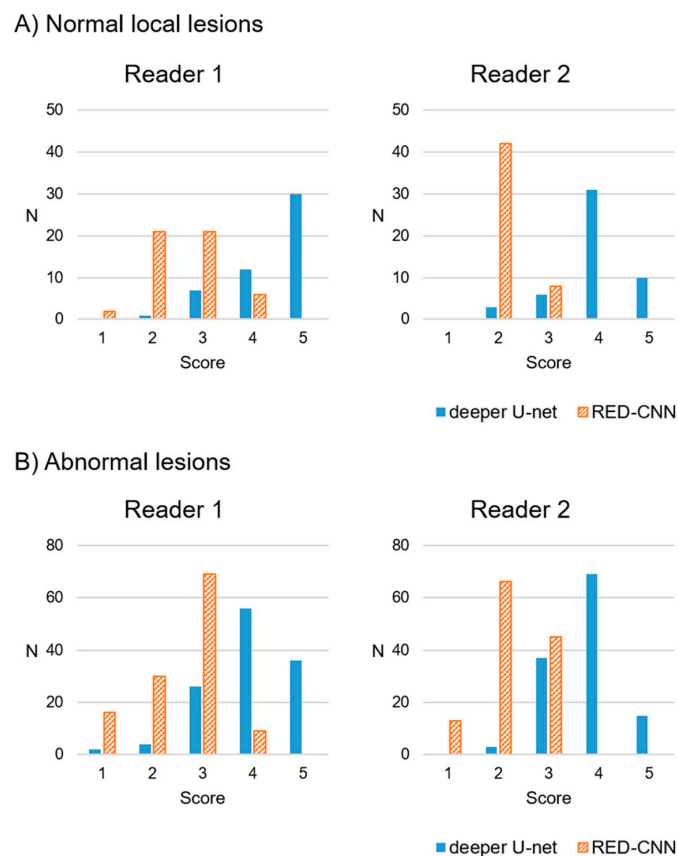 A) Normal local lesions
Reader 1
Reader 2
50
40
30
20
10
0
N
1 2 3 4 5
Score
50
40
30
20
10
0
N
1 2 3 4 5
Score
deeper U-net RED-CNN
B) Abnormal lesions
Reader 1
Reader 2
80
60
40
20
0
N
1 2 3 4 5
Score
80
60
40
20
0
N
1 2 3 4 5
Score
deeper U-net RED-CNN